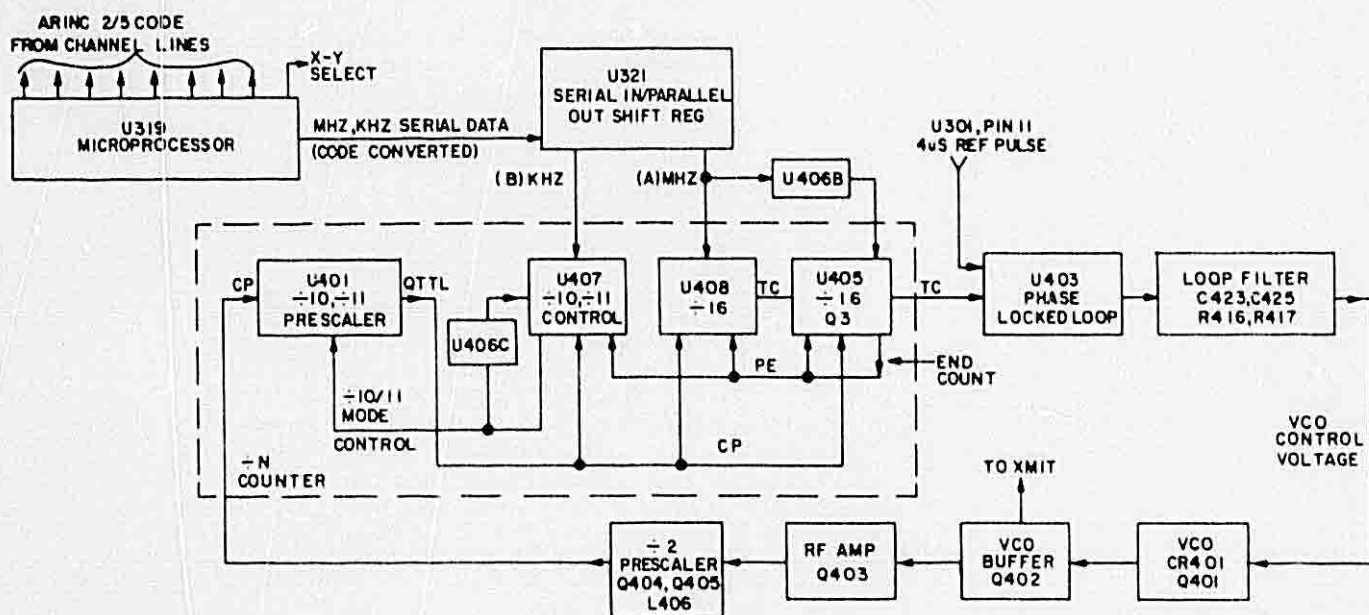 ARINC 2/5 CODE
FROM CHANNEL LINES
X-Y
SELECT
U319
MICROPROCESSOR
MHZ,KHZ SERIAL DATA
(CODE CONVERTED)
U321
SERIAL IN/PARALLEL
OUT SHIFT REG
U301, PIN 11
4uS REF PULSE
(B) KHZ
(A) MHZ
U406B
CP
U401
÷10,÷11
PRESCALER
QTTL
U407
÷10,÷11
CONTROL
U408
÷16
TC
U405
÷16
Q3
TC
U403
PHASE
LOCKED LOOP
LOOP FILTER
C423,C425
R416,R417
U406C
PE
END
COUNT
÷10/11
MODE
CONTROL
CP
÷N
COUNTER
VCO
CONTROL
VOLTAGE
TO XMIT
÷2
PRESCALER
Q404, Q405
L406
RF AMP
Q403
VCO
BUFFER
Q402
VCO
CR401
Q401